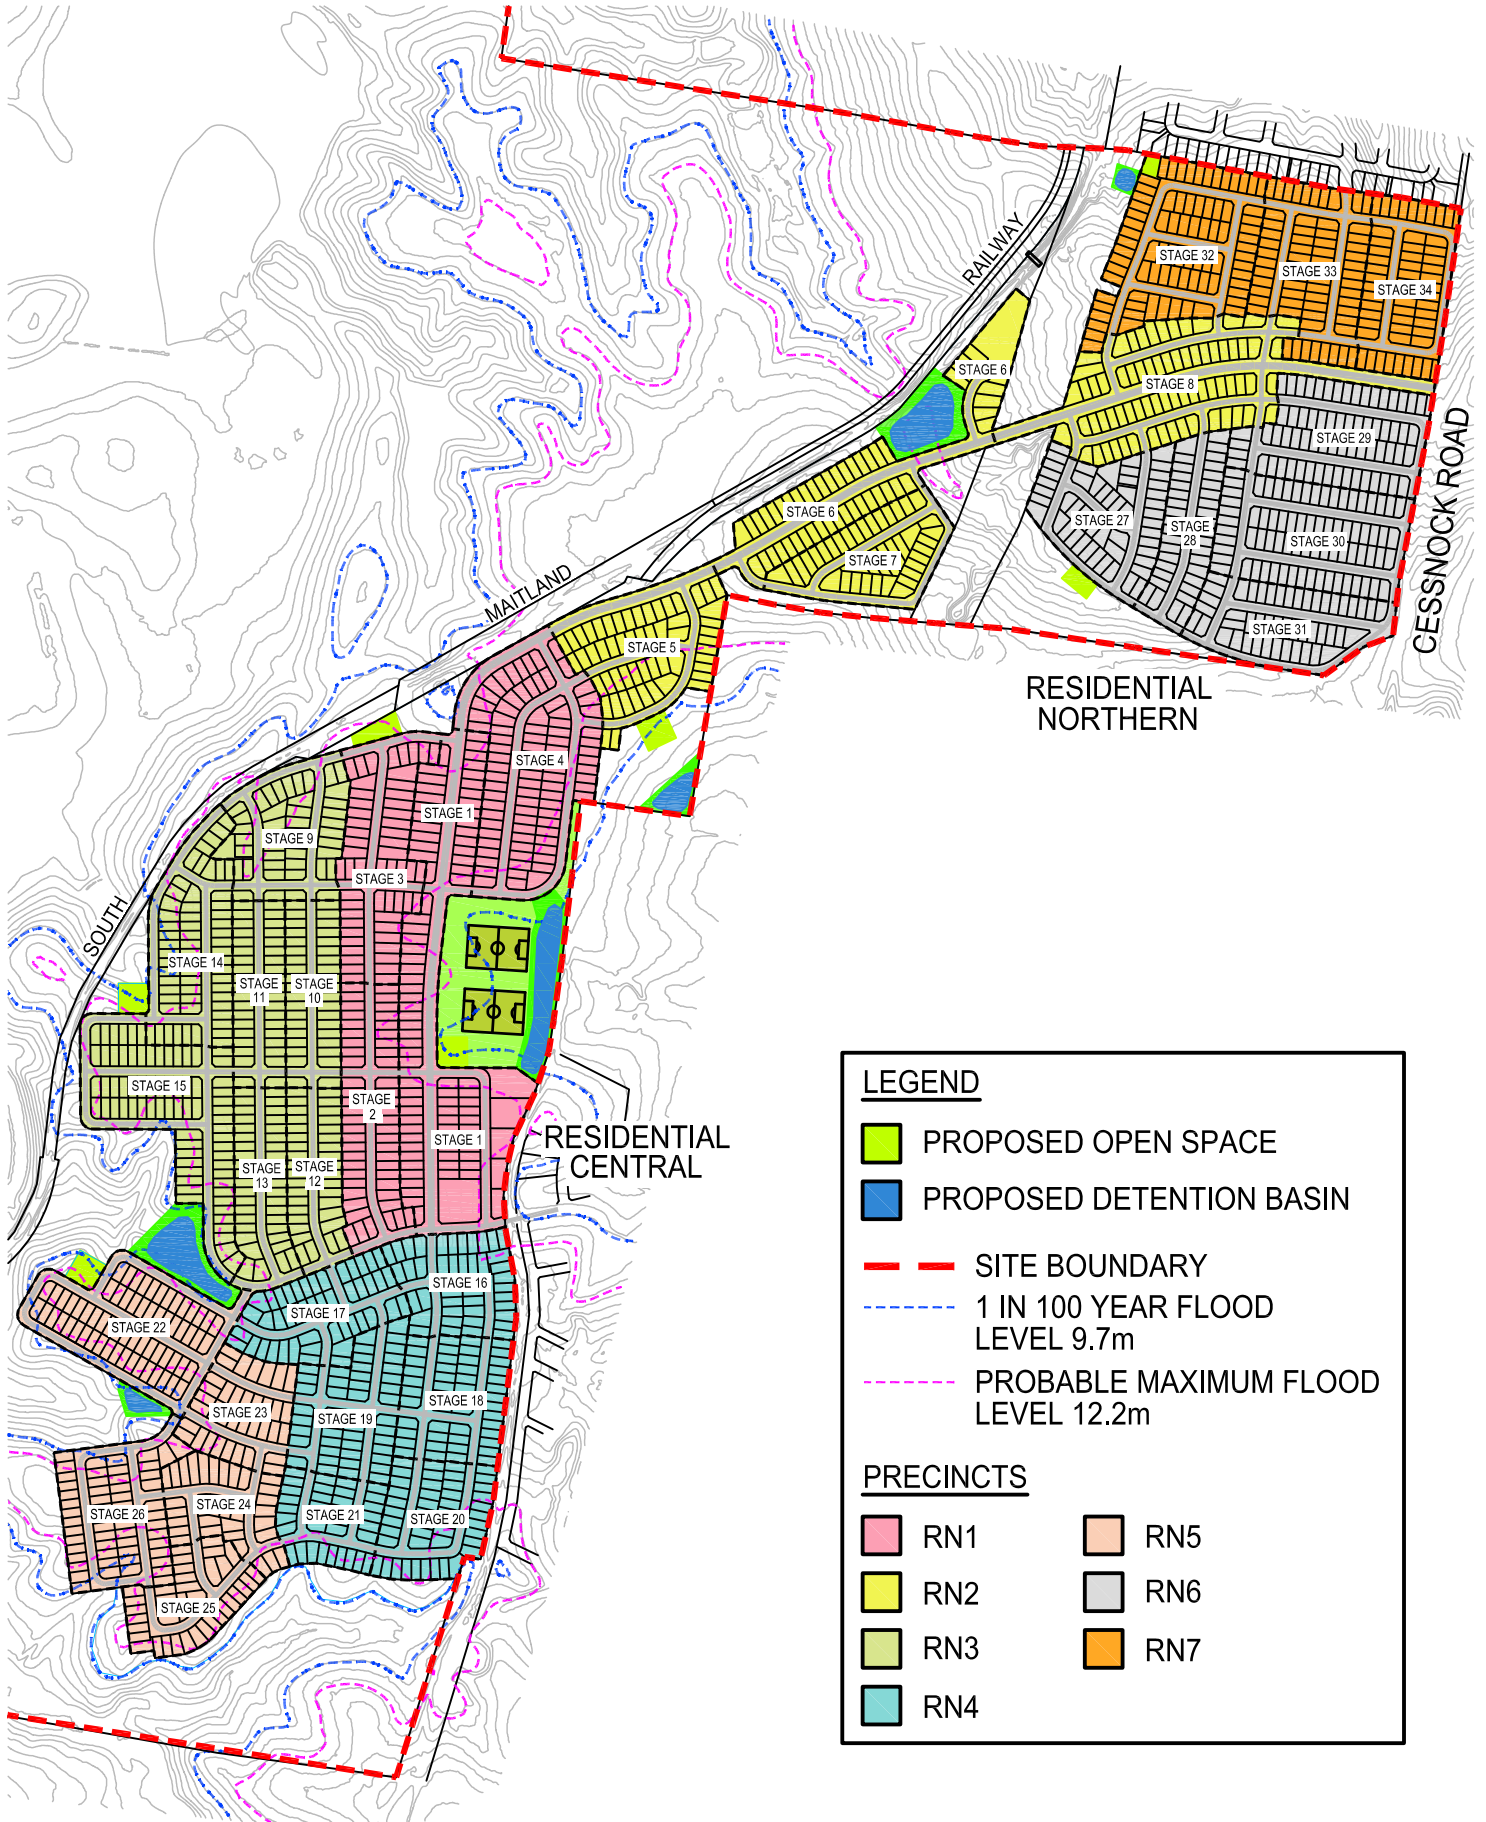 RAILWAY
STAGE 32
STAGE 33
STAGE 34
STAGE 6
STAGE 8
STAGE 29
CESSNOCK ROAD
STAGE 6
STAGE 27
STAGE
28
STAGE 30
STAGE 7
MAITLAND
STAGE 31
STAGE 5
RESIDENTIAL
NORTHERN
STAGE 4
STAGE 1
STAGE 9
STAGE 3
SOUTH
STAGE 14
STAGE
11
STAGE
10
STAGE 15
STAGE
2
STAGE 1
RESIDENTIAL
CENTRAL
STAGE
13
STAGE
12
STAGE 16
STAGE 17
STAGE 22
STAGE 18
STAGE 23
STAGE 19
STAGE 24
STAGE 26
STAGE 21
STAGE 20
STAGE 25
LEGEND
PROPOSED OPEN SPACE
PROPOSED DETENTION BASIN
SITE BOUNDARY
1 IN 100 YEAR FLOOD
LEVEL 9.7m
PROBABLE MAXIMUM FLOOD
LEVEL 12.2m
PRECINCTS
RN1
RN5
RN2
RN6
RN3
RN7
RN4